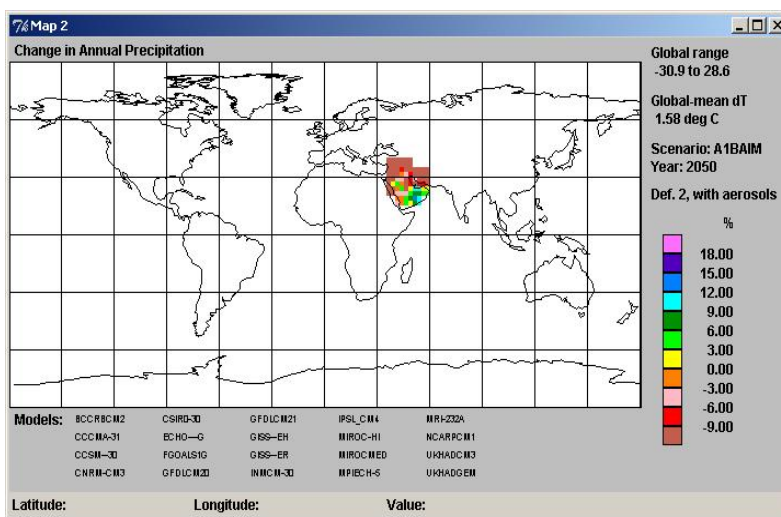 Map 2
Change in Annual Precipitation
Global range
-30.9 to 28.6
Global-mean dT
1.58 deg C
Scenario: A1BAIM
Year: 2050
Def. 2, with aerosols
%
18.00
15.00
12.00
9.00
6.00
3.00
0.00
-3.00
-6.00
-9.00
Models: BCCRBCM2 CSIRO-30 GFDLCM21 IPSL_CM4 MRI-232A
CCCMA-31 ECHO---G GISS--EH MIROC-HI NCARPCM1
CCSM--30 FGOALS1G GISS--ER MIROCMED UKHADCM3
CNRM-CM3 GFDLCM20 INMCM-30 MPIECH-5 UKHADGEM
Latitude: Longitude: Value: